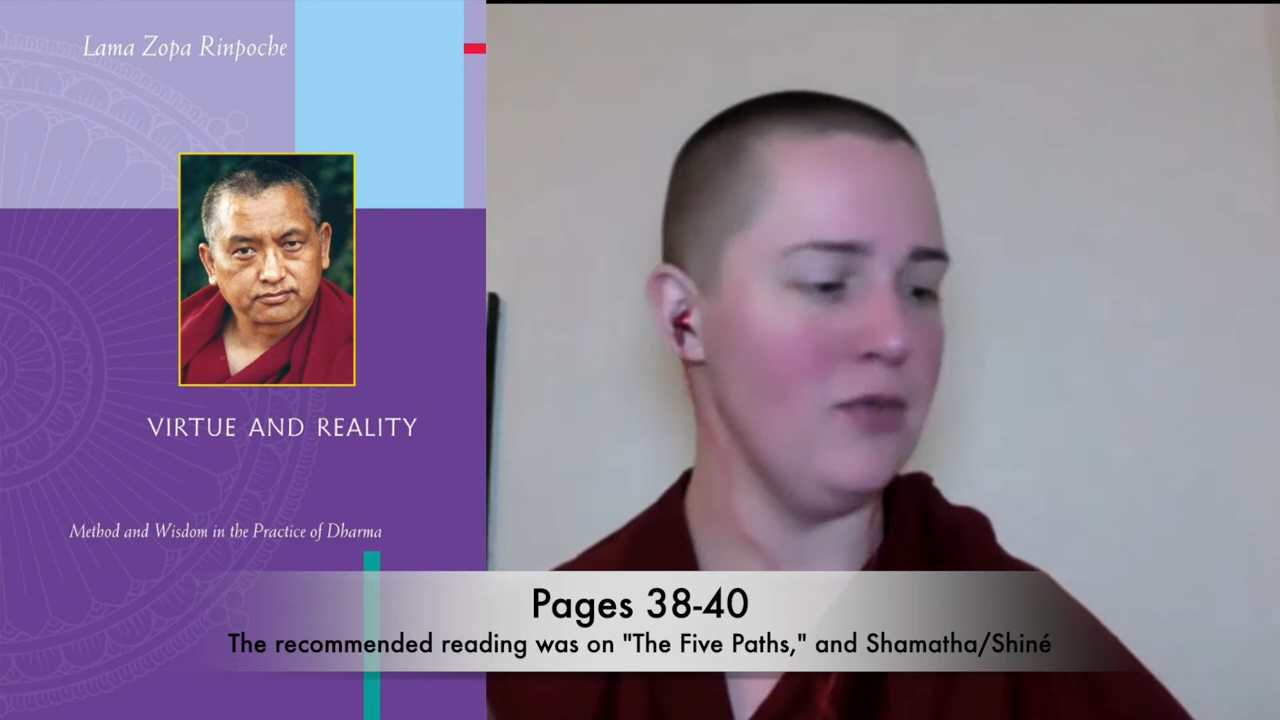 Lama Zopa Rinpoche
VIRTUE AND REALITY
Method and Wisdom in the Practice of Dharma
Pages 38-40
The recommended reading was on "The Five Paths," and Shamatha/Shiné